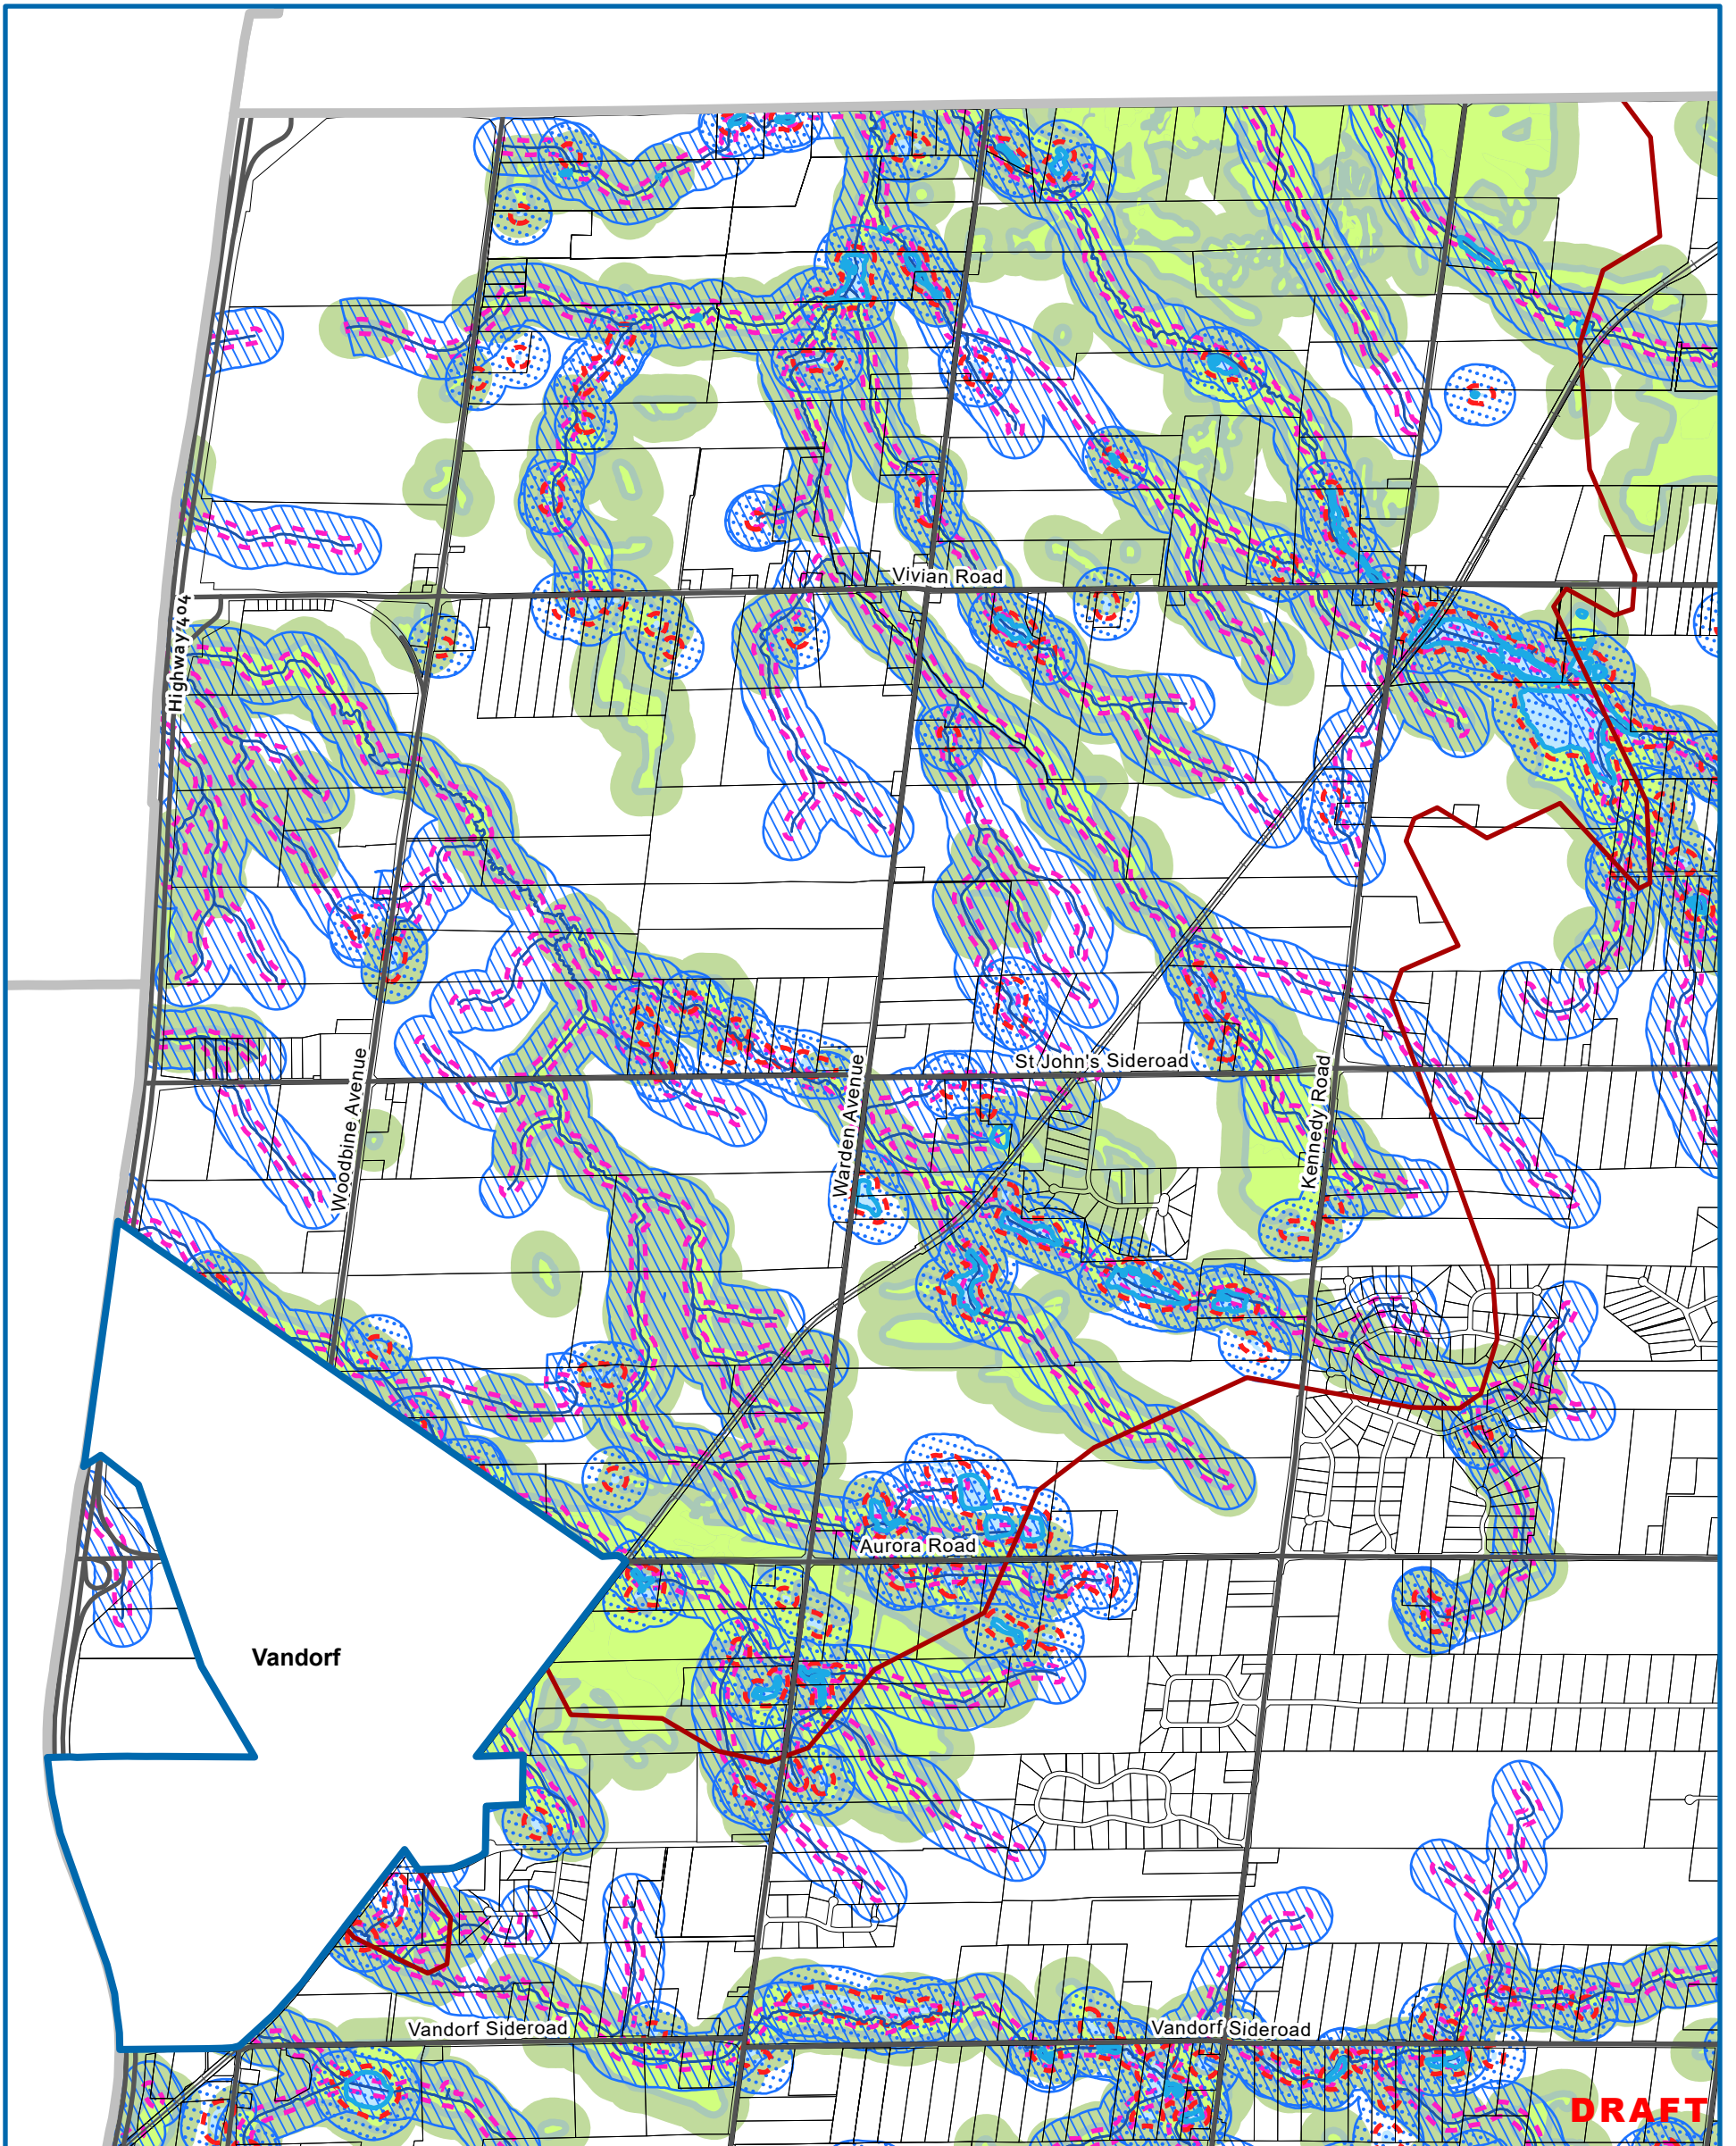 Vivian Road
Highway 404
St John's Sideroad
Woodbine Avenue
Warden Avenue
Kennedy Road
Aurora Road
Vandorf
Vandorf Sideroad
Vandorf Sideroad
DRAFT